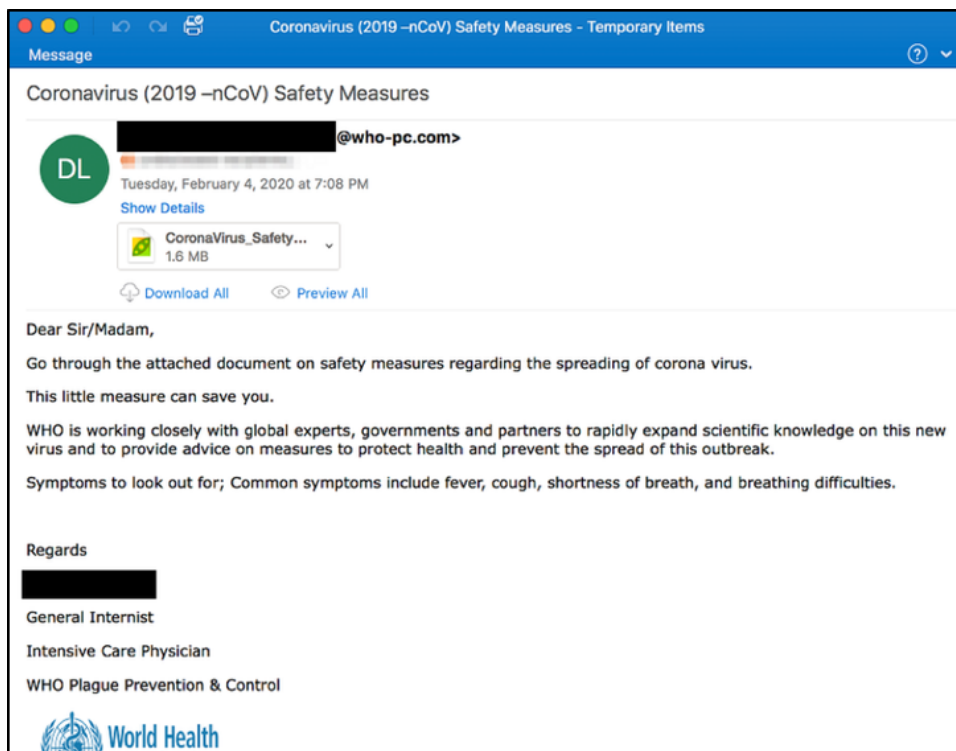 Coronavirus (2019 –nCoV) Safety Measures - Temporary Items
Message
?
Coronavirus (2019 –nCoV) Safety Measures
@who-pc.com>
DL
Tuesday, February 4, 2020 at 7:08 PM
Show Details
CoronaVirus_Safety...
1.6 MB
Download All Preview All
Dear Sir/Madam,
Go through the attached document on safety measures regarding the spreading of corona virus.
This little measure can save you.
WHO is working closely with global experts, governments and partners to rapidly expand scientific knowledge on this new
virus and to provide advice on measures to protect health and prevent the spread of this outbreak.
Symptoms to look out for; Common symptoms include fever, cough, shortness of breath, and breathing difficulties.
Regards
General Internist
Intensive Care Physician
WHO Plague Prevention & Control
World Health